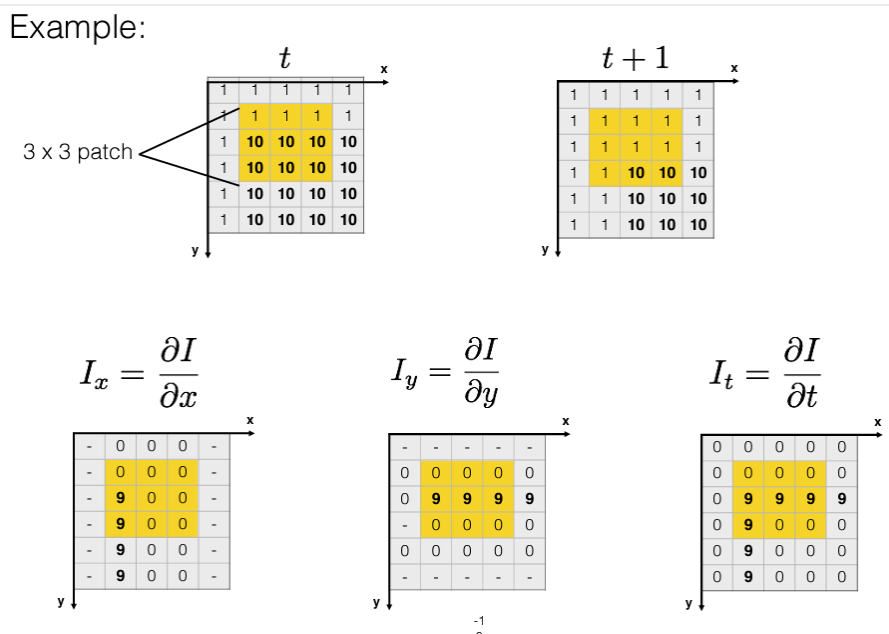 Example:
t
x
1 1 1 1 1
1 1 1 1 1
1 10 10 10 10
1 10 10 10 10
1 10 10 10 10
1 10 10 10 10
y
3 x 3 patch
t + 1
x
1 1 1 1 1
1 1 1 1 1
1 1 1 1 1
1 1 10 10 10
1 1 10 10 10
1 1 10 10 10
y
I_x = ∂I/∂x
x
- 0 0 0 -
- 0 0 0 -
- 9 0 0 -
- 9 0 0 -
- 9 0 0 -
- 9 0 0 -
y
I_y = ∂I/∂y
x
- - - - -
0 0 0 0 0
0 9 9 9 9
- 0 0 0 0
0 0 0 0 0
- - - - -
y
-1
I_t = ∂I/∂t
x
0 0 0 0 0
0 0 0 0 0
0 9 9 9 9
0 9 0 0 0
0 9 0 0 0
0 9 0 0 0
y